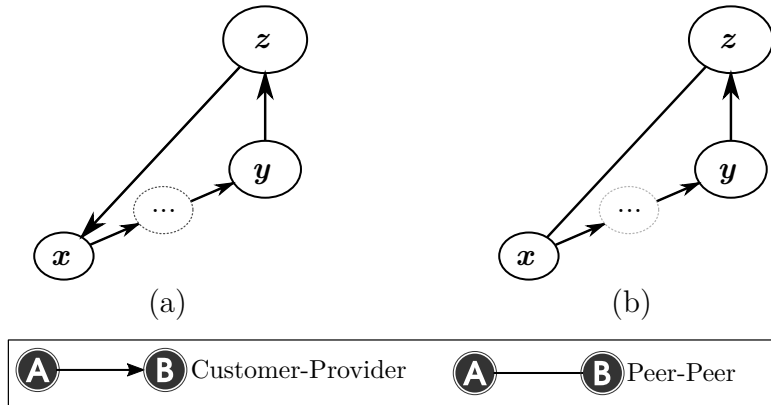 z
z
y
y
...
...
x
x
(a)
(b)
A B Customer-Provider
A B Peer-Peer